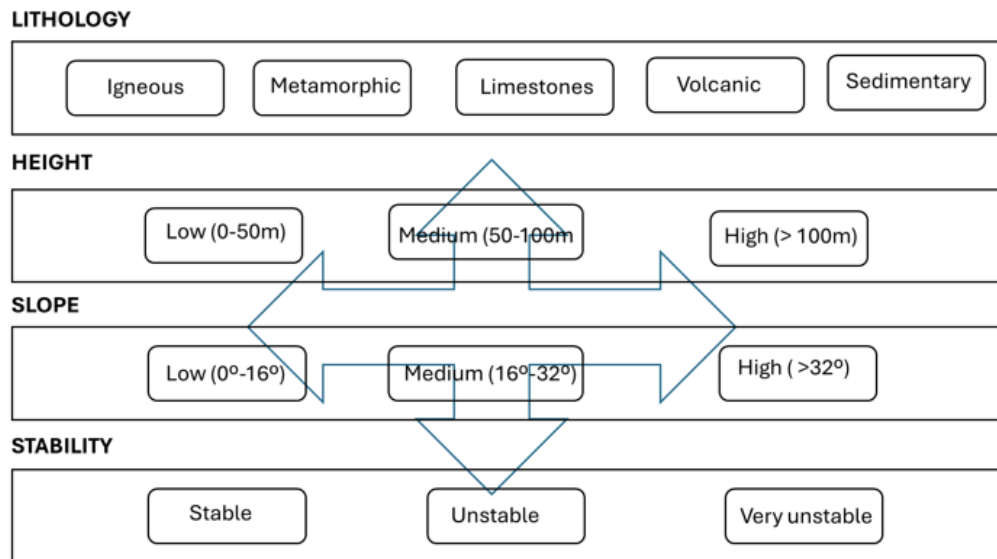 LITHOLOGY
Igneous
Metamorphic
Limestones
Volcanic
Sedimentary
HEIGHT
Low (0-50m)
Medium (50-100m
High (> 100m)
SLOPE
Low (0º-16º)
Medium (16º-32º)
High ( >32º)
STABILITY
Stable
Unstable
Very unstable